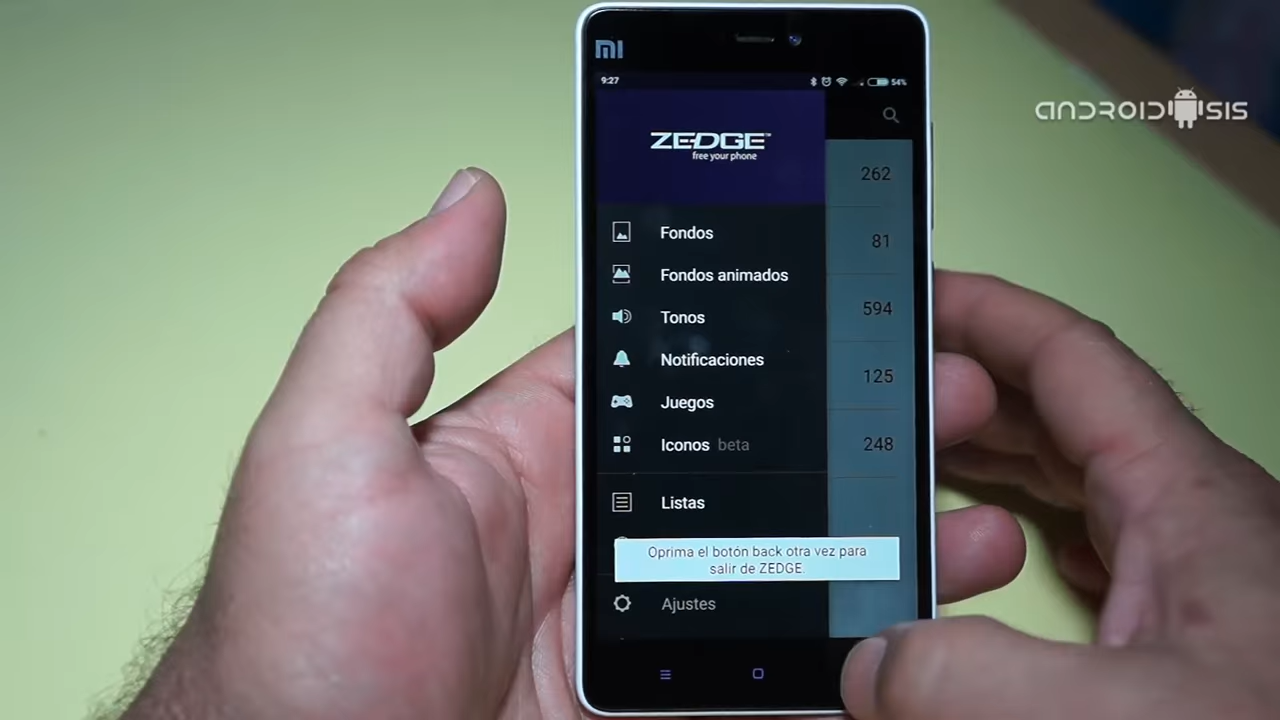 mi
9:27
54%
ANDROIDSIS
ZEDGE™
free your phone
262
81
594
125
248
Fondos
Fondos animados
Tonos
Notificaciones
Juegos
Iconos beta
Listas
Oprima el botón back otra vez para
salir de ZEDGE.
Ajustes